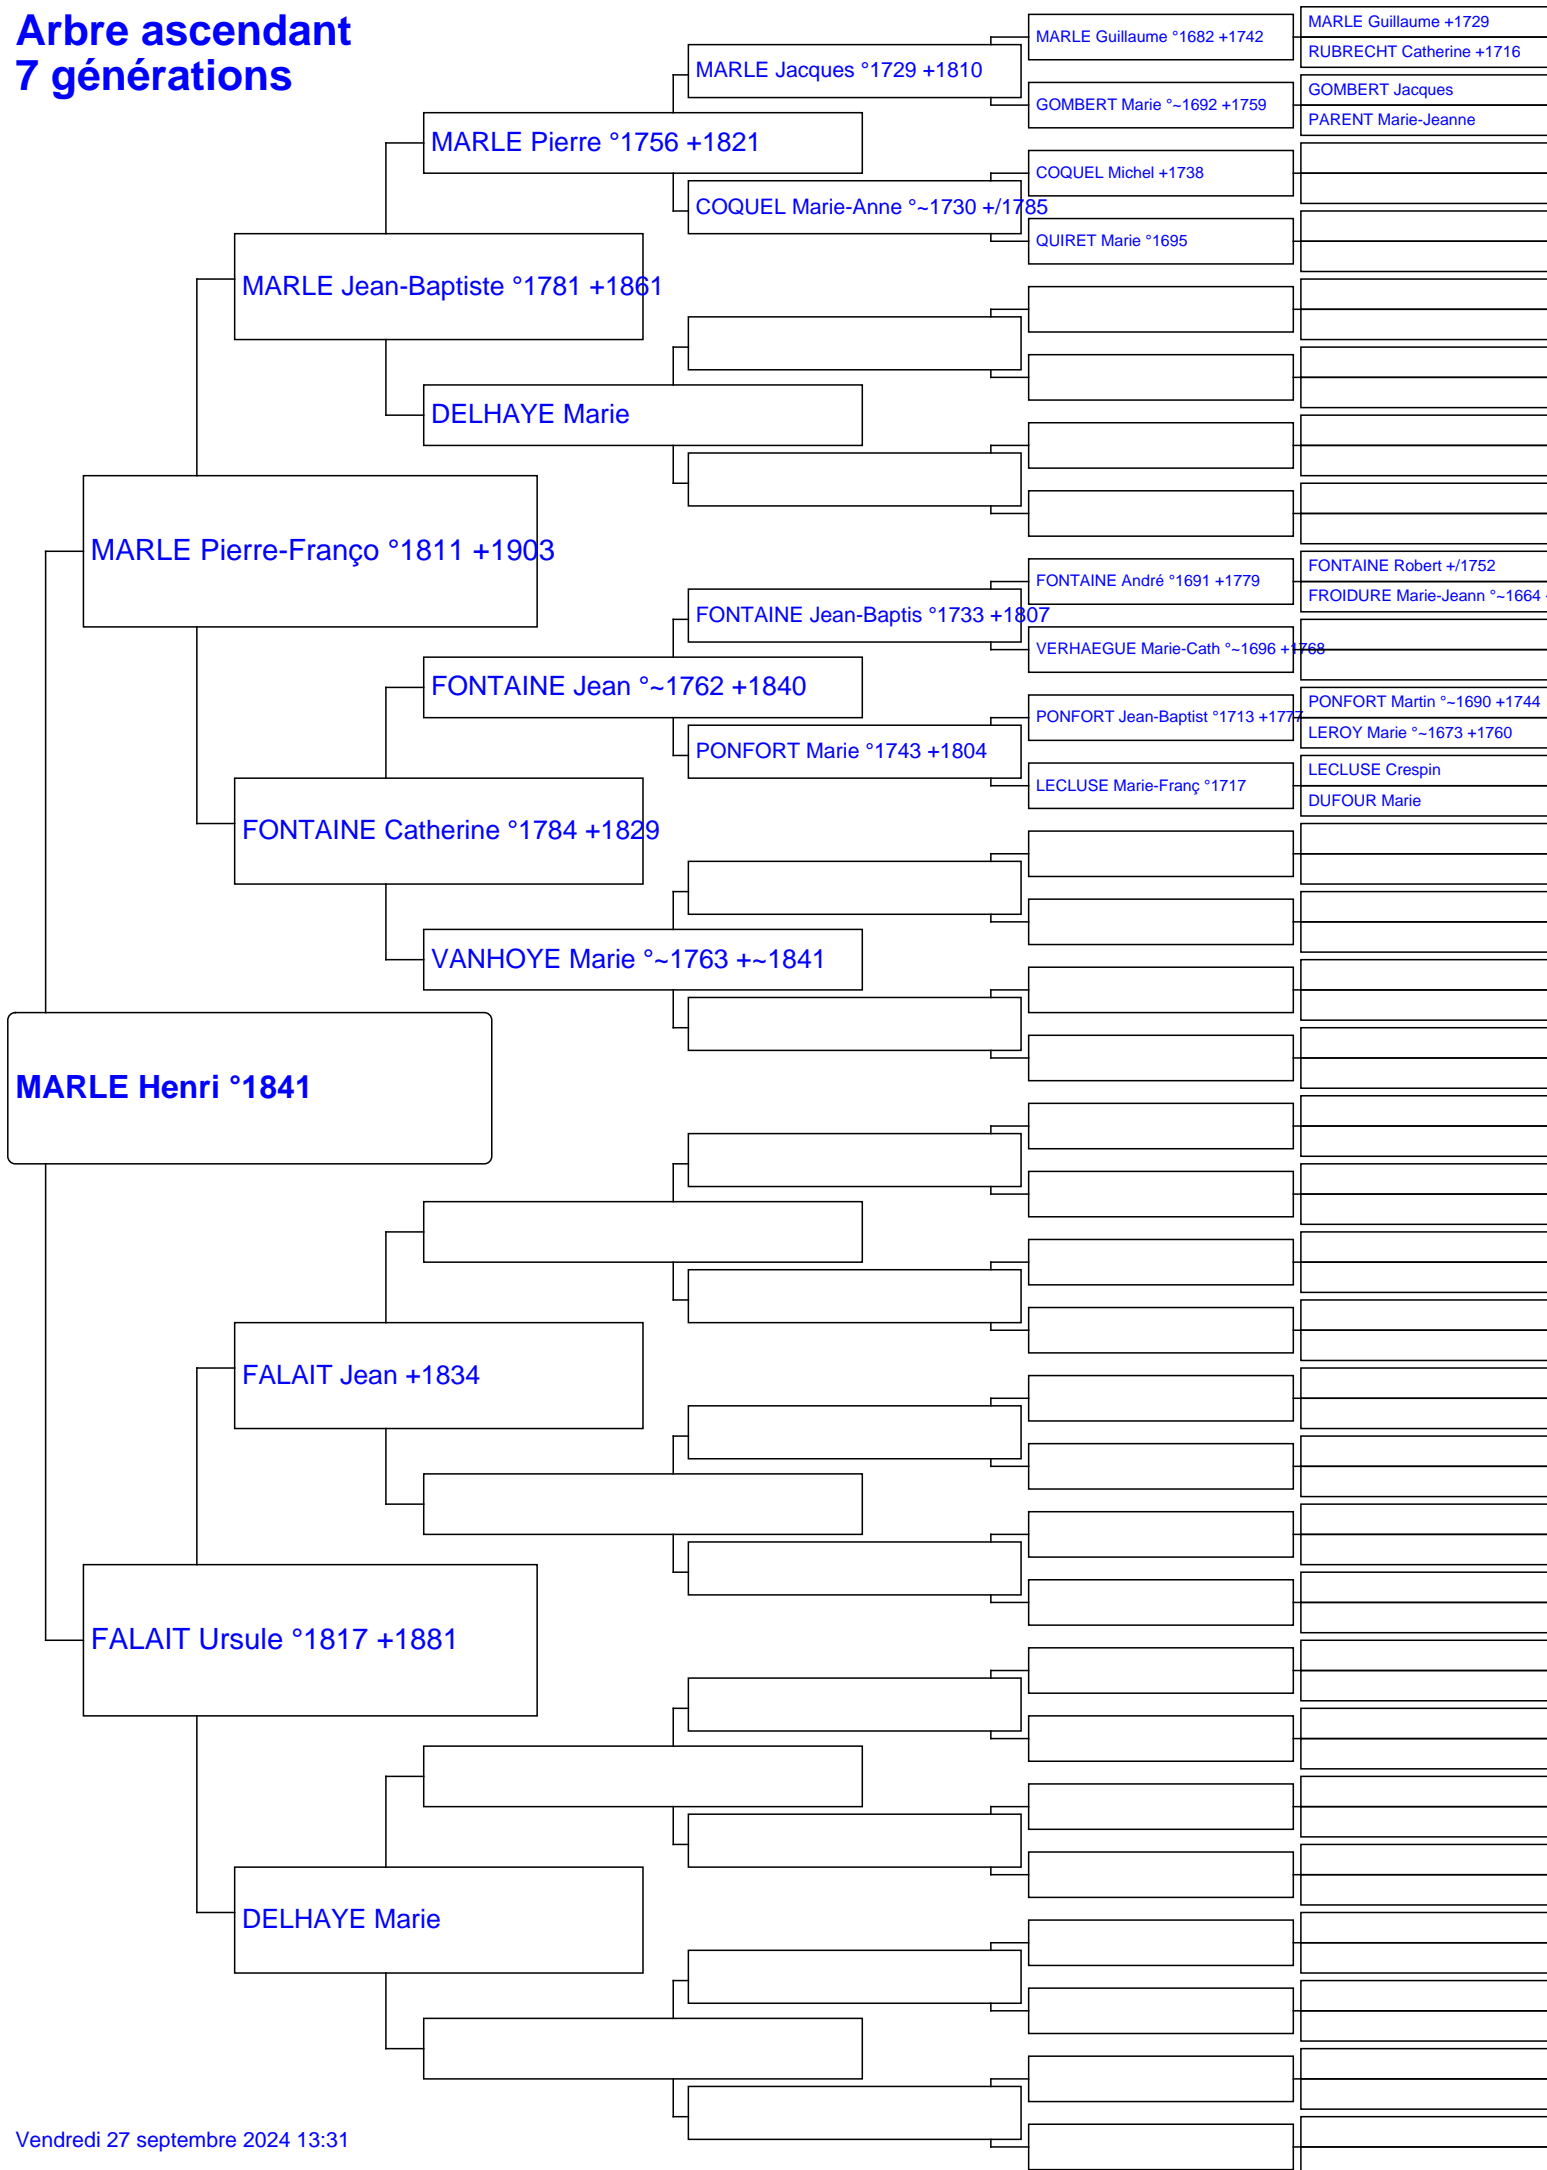 Arbre ascendant
7 générations
MARLE Guillaume °1682 +1742
MARLE Guillaume +1729
RUBRECHT Catherine +1716
MARLE Jacques °1729 +1810
GOMBERT Marie °~1692 +1759
GOMBERT Jacques
PARENT Marie-Jeanne
MARLE Pierre °1756 +1821
COQUEL Michel +1738
COQUEL Marie-Anne °~1730 +/1785
QUIRET Marie °1695
MARLE Jean-Baptiste °1781 +1861
DELHAYE Marie
MARLE Pierre-Franço °1811 +1903
FONTAINE André °1691 +1779
FONTAINE Robert +/1752
FROIDURE Marie-Jeann °~1664
FONTAINE Jean-Baptis °1733 +1807
VERHAEGUE Marie-Cath °~1696 +1768
FONTAINE Jean °~1762 +1840
PONFORT Jean-Baptist °1713 +1777
PONFORT Martin °~1690 +1744
LEROY Marie °~1673 +1760
PONFORT Marie °1743 +1804
LECLUSE Marie-Franç °1717
LECLUSE Crespin
DUFOUR Marie
FONTAINE Catherine °1784 +1829
VANHOYE Marie °~1763 +~1841
MARLE Henri °1841
FALAIT Jean +1834
FALAIT Ursule °1817 +1881
DELHAYE Marie
Vendredi 27 septembre 2024 13:31